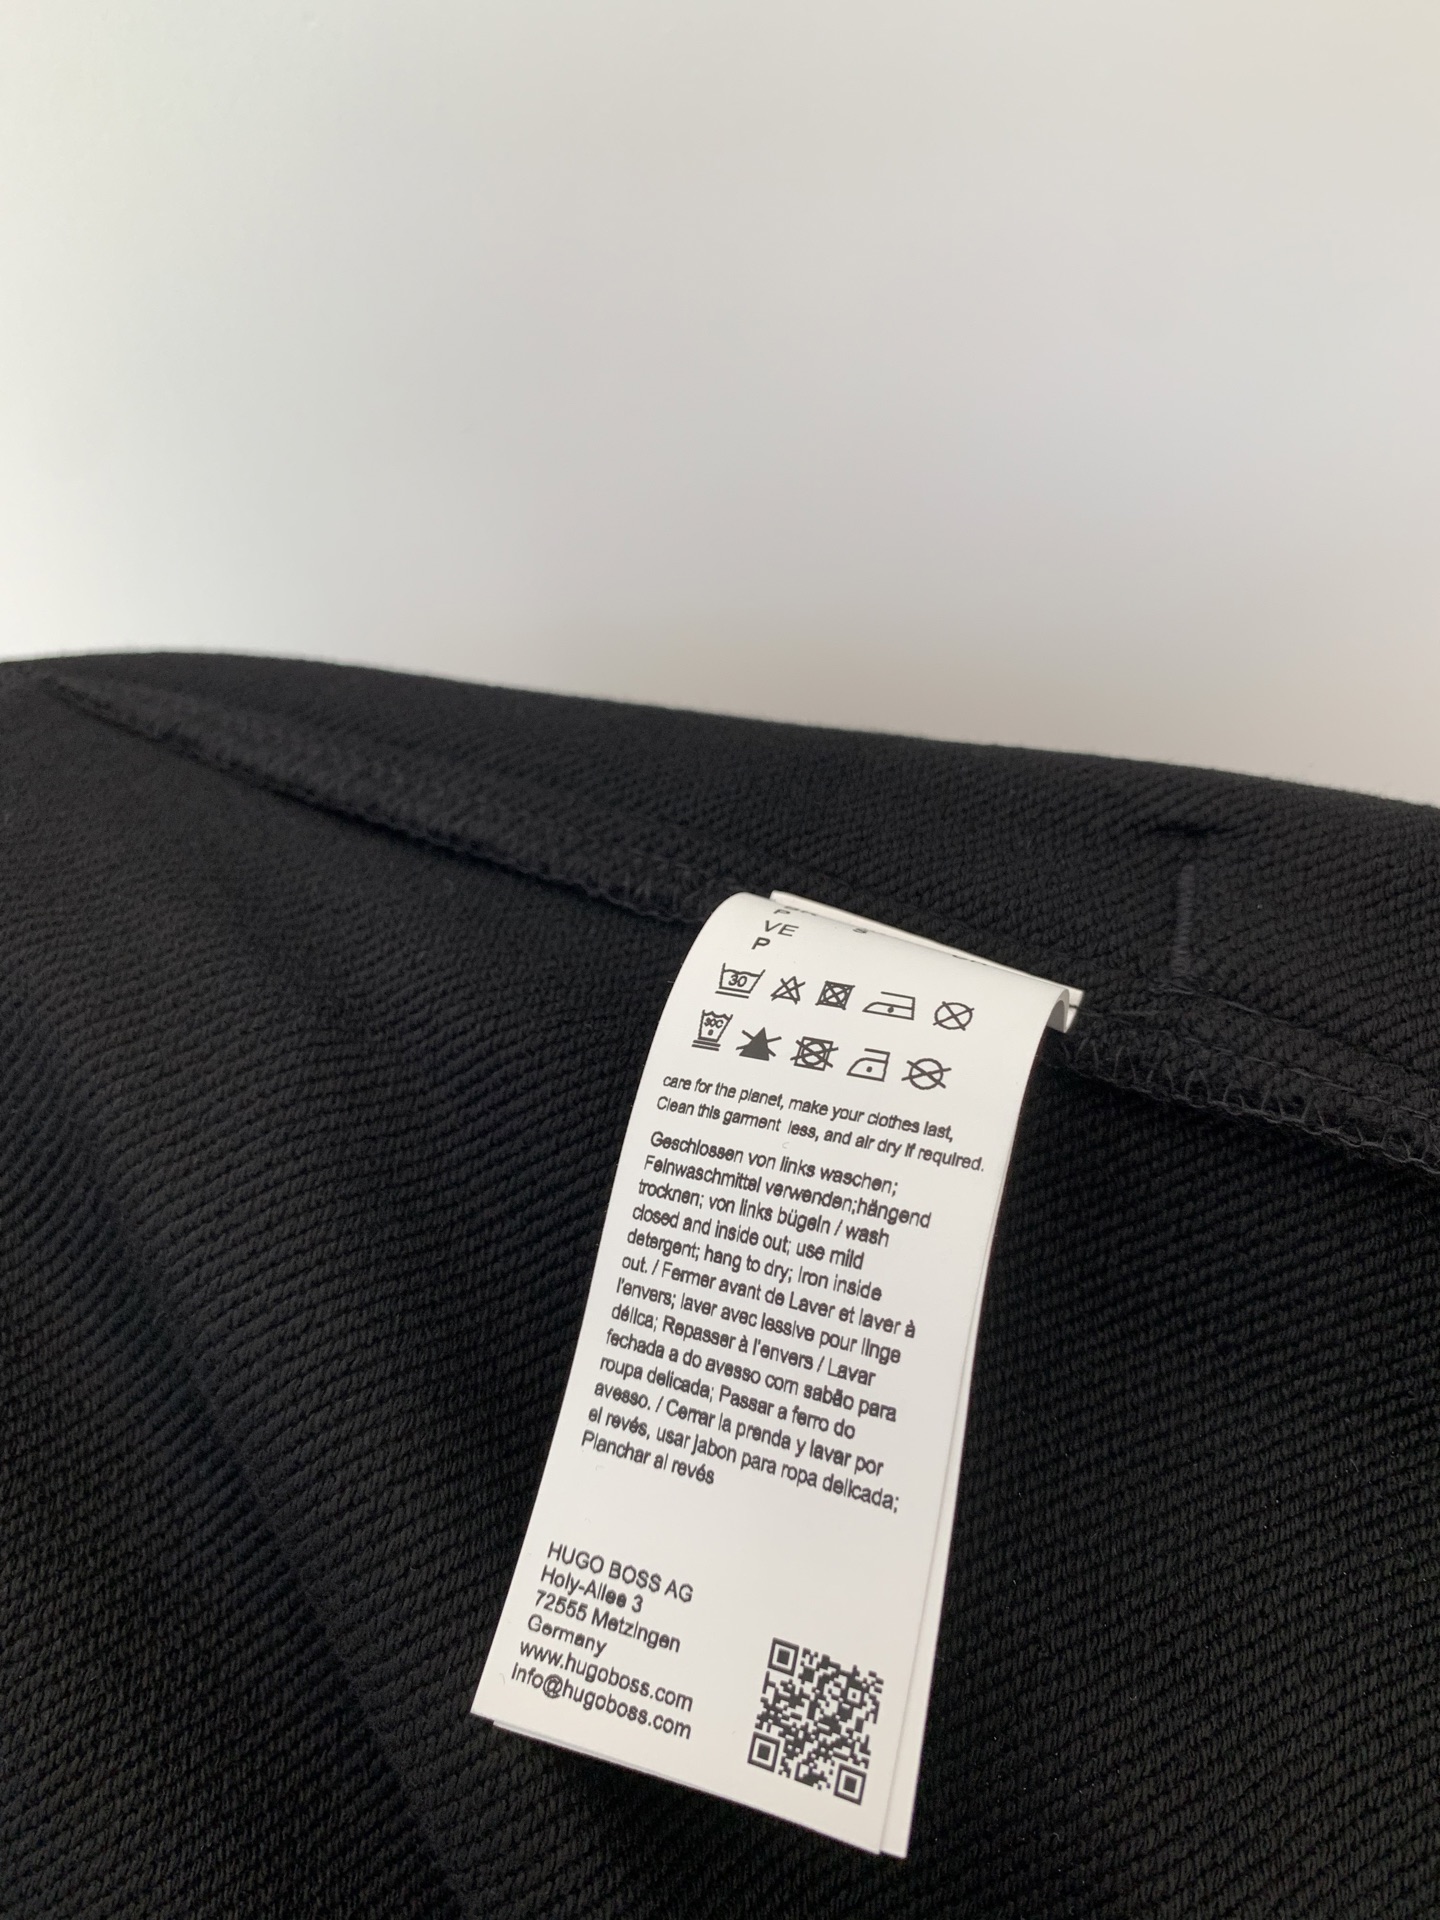 P
VE
P
30
30C
care for the planet, make your clothes last,
Clean this garment less, and air dry if required.
Geschlossen von links waschen;
Feinwaschmittel verwenden;hängend
trocknen; von links bügeln / wash
closed and inside out; use mild
detergent; hang to dry; Iron inside
out. / Fermer avant de Laver et laver à
l'envers; laver avec lessive pour linge
délica; Repasser à l'envers / Lavar
fechada a do avesso com sabão para
roupa delicada; Passar a ferro do
avesso. / Cerrar la prenda y lavar por
el revés, usar jabon para ropa delicada;
Planchar al revés
HUGO BOSS AG
Holy-Allee 3
72555 Metzingen
Germany
www.hugoboss.com
info@hugoboss.com